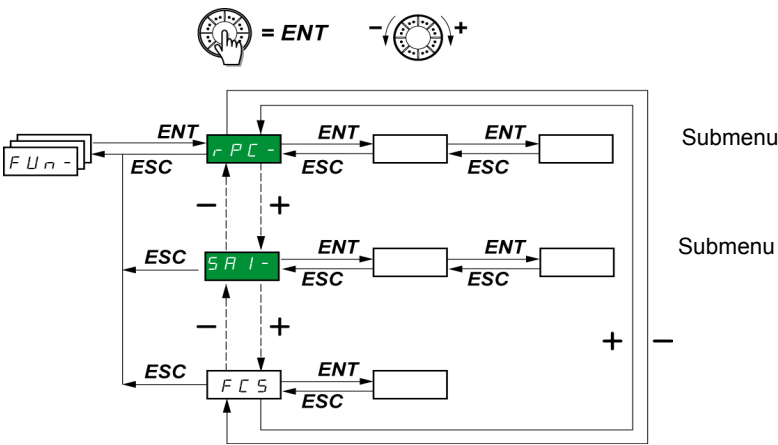 = ENT - +
ENT ENT ENT Submenu
FUn- rPC-
ESC ESC ESC
- +
ESC ENT ENT Submenu
SAI-
ESC ESC
- + + -
ESC ENT
FCS
ESC